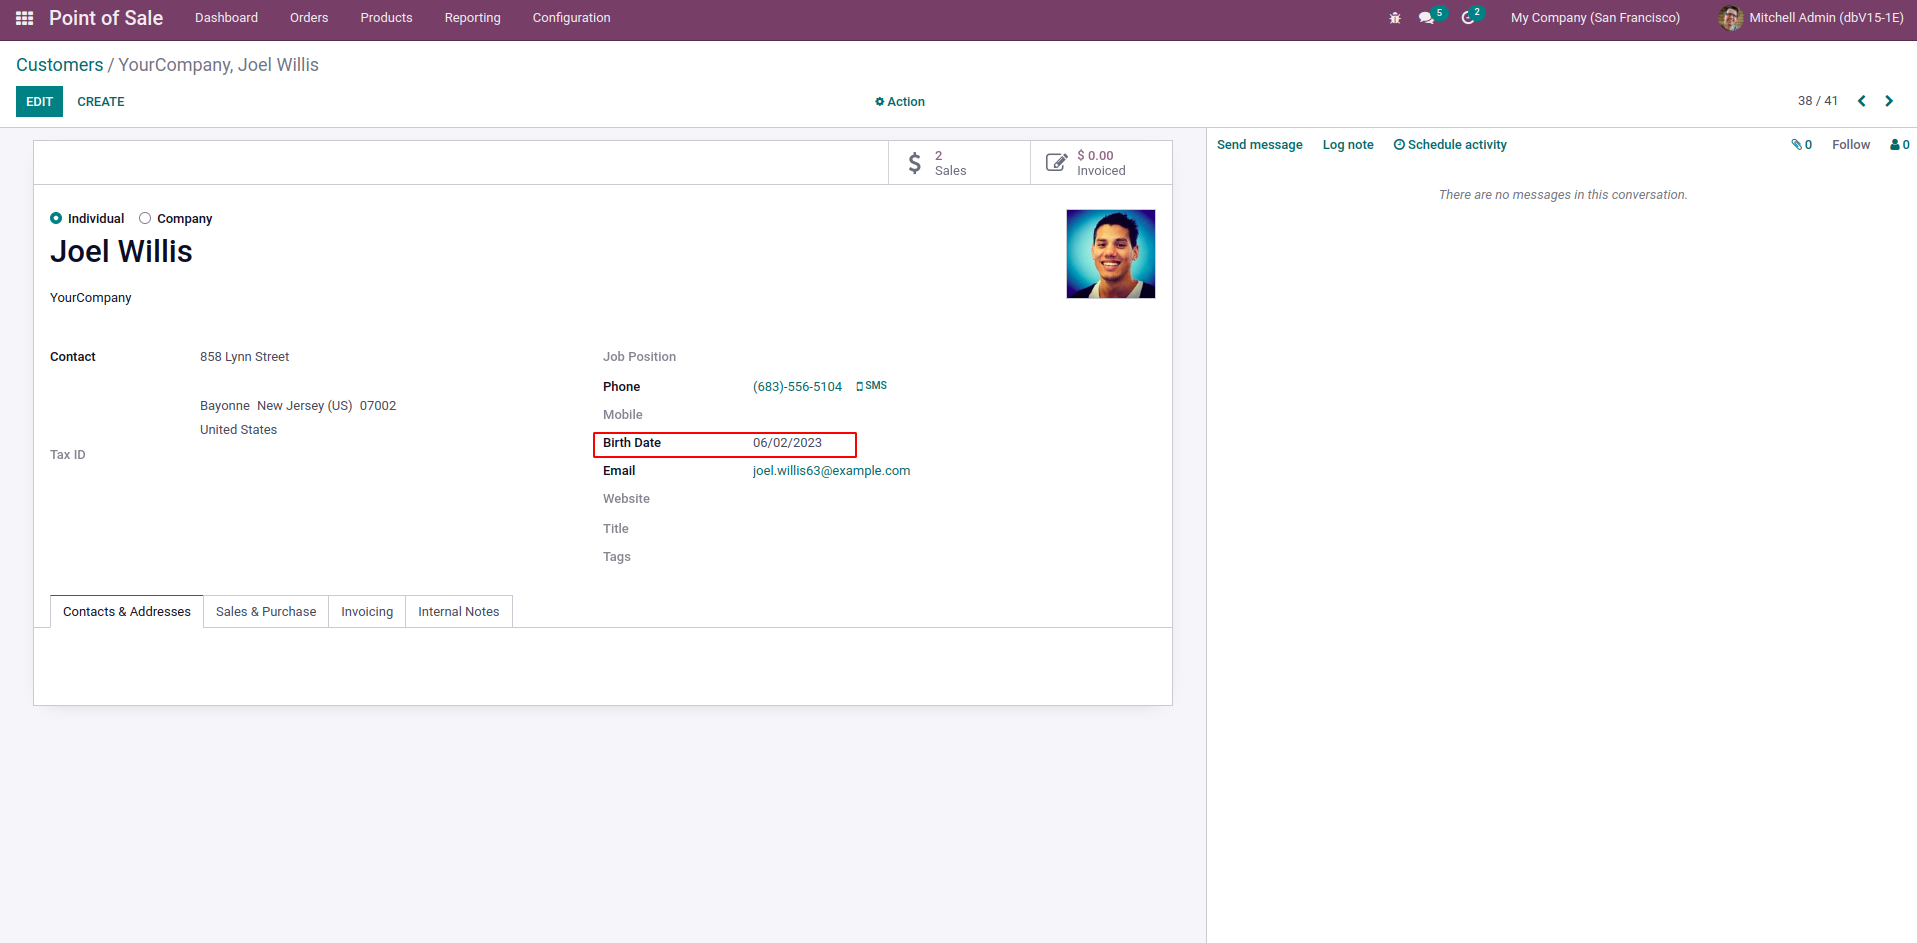 Point of Sale Dashboard Orders Products Reporting Configuration 5 2 My Company (San Francisco) Mitchell Admin (dbV15-1E)
Customers / YourCompany, Joel Willis
EDIT CREATE Action 38 / 41
2
Sales
$ 0.00
Invoiced
Send message Log note Schedule activity 0 Follow 0
There are no messages in this conversation.
Individual Company
Joel Willis
YourCompany
Contact 858 Lynn Street
Bayonne New Jersey (US) 07002
United States
Tax ID
Job Position
Phone (683)-556-5104 SMS
Mobile
Birth Date 06/02/2023
Email joel.willis63@example.com
Website
Title
Tags
Contacts & Addresses Sales & Purchase Invoicing Internal Notes